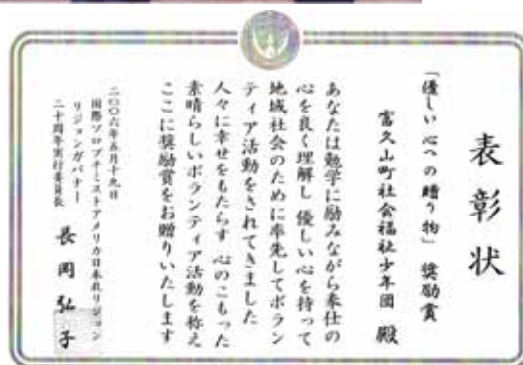 表彰状
「優しい心への贈り物」 奨励賞
富久山町社会福祉少年団 殿
あなたは勉学に励みながら奉仕の
心を良く理解し 優しい心を持って
地域社会のために率先してボラン
ティア活動をされてきました
人々に幸せをもたらす 心のこもった
素晴らしいボランティア活動を称え
ここに奨励賞をお贈りいたします
二〇〇六年五月十九日
国際ソロプチミストアメリカ日本北リジョン
リジョンガバナー
二十周年実行委員長
長岡弘子